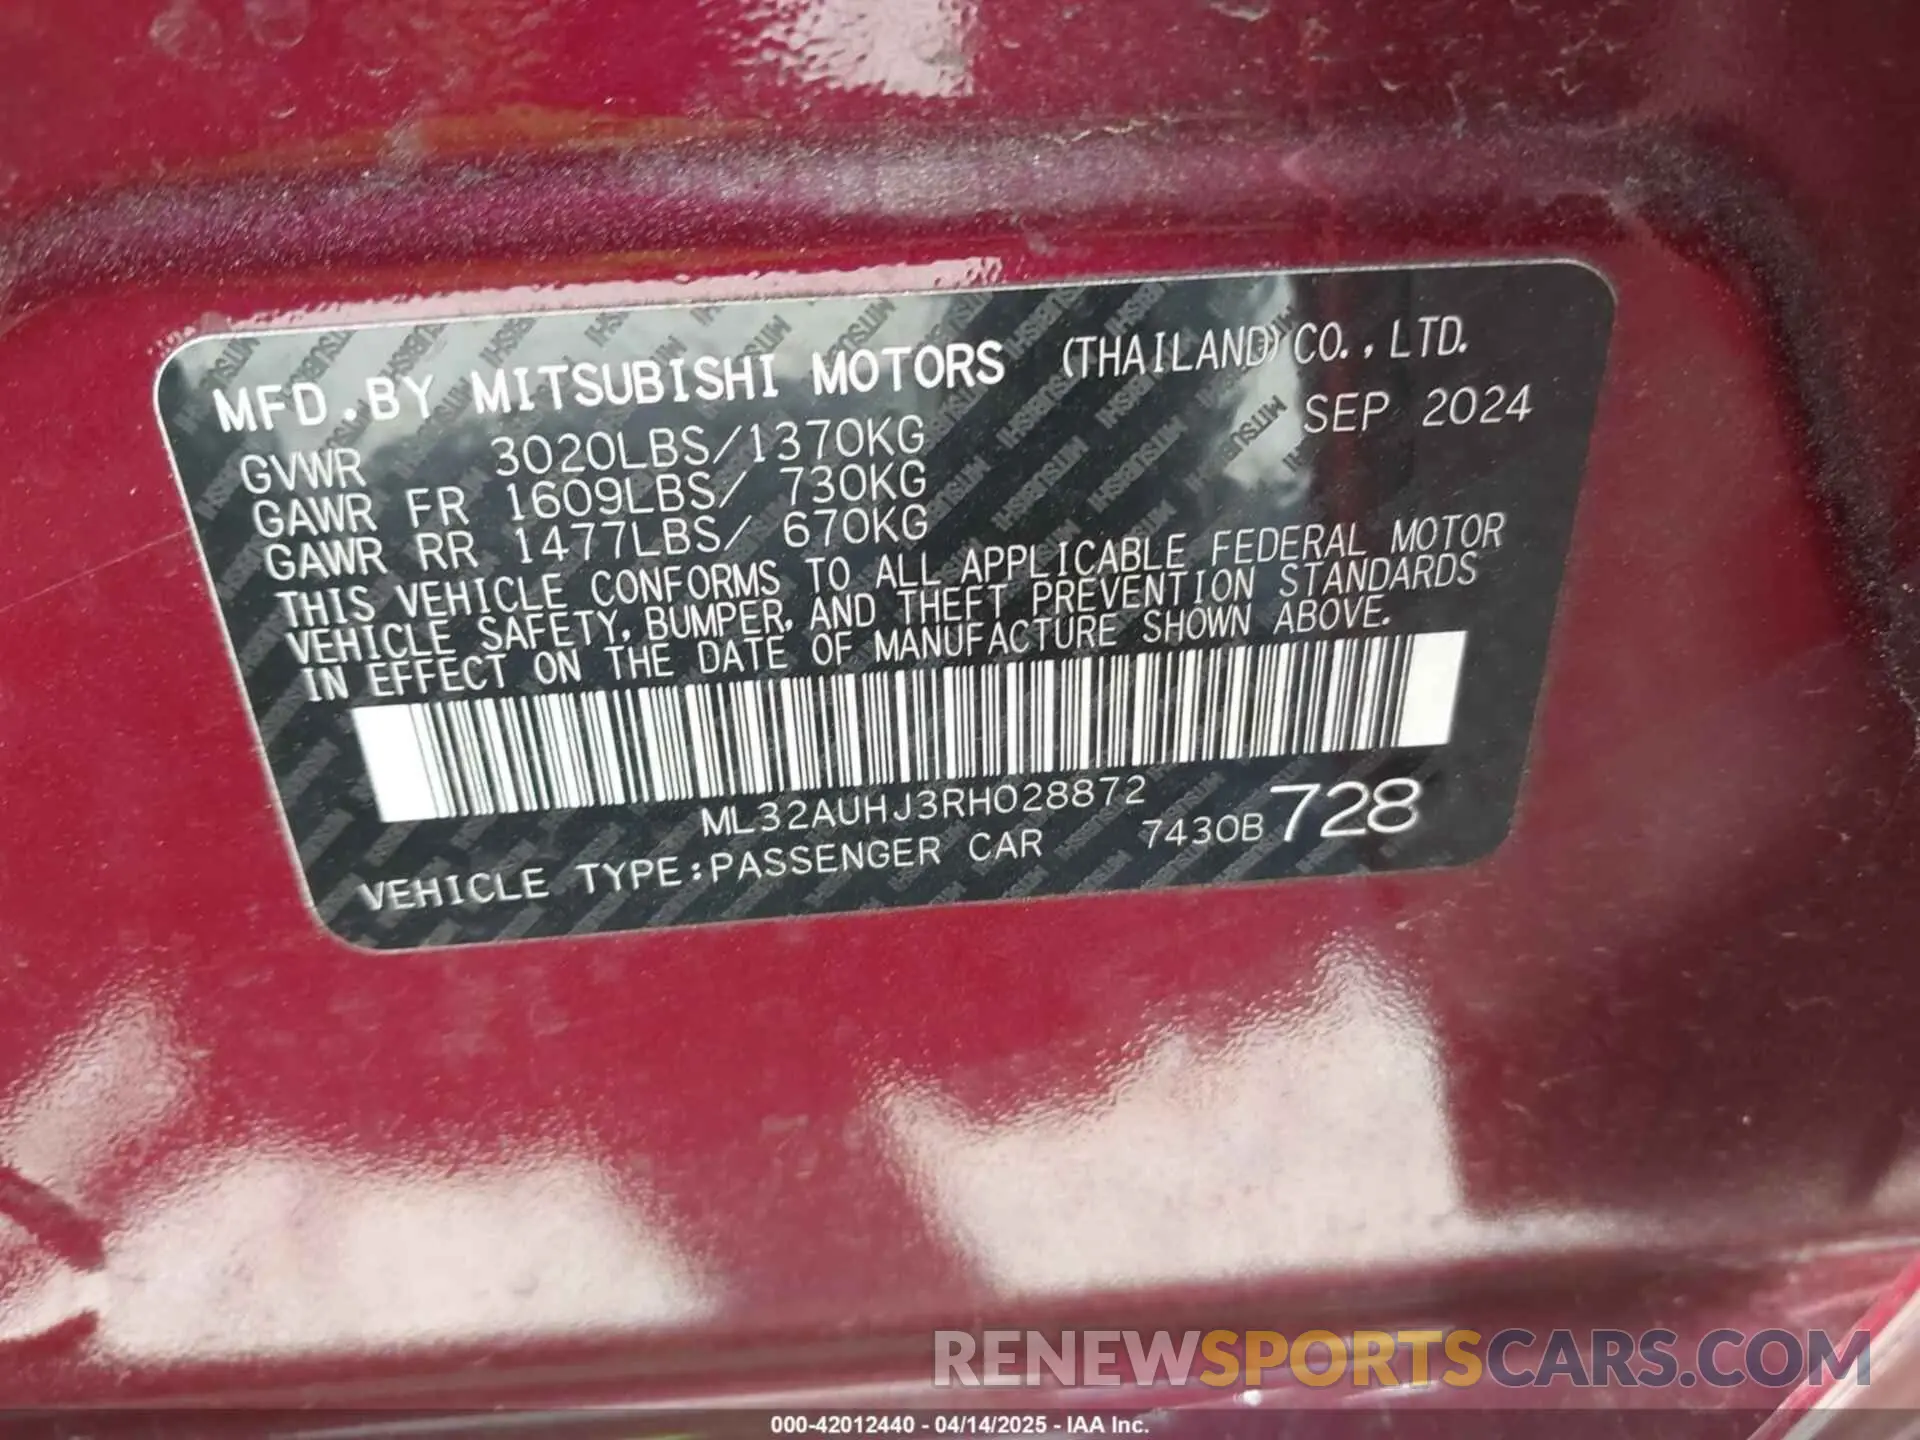 MFD.BY MITSUBISHI MOTORS (THAILAND) CO.,LTD.
SEP 2024
GVWR 3020LBS/1370KG
GAWR FR 1609LBS/ 730KG
GAWR RR 1477LBS/ 670KG
THIS VEHICLE CONFORMS TO ALL APPLICABLE FEDERAL MOTOR
VEHICLE SAFETY, BUMPER, AND THEFT PREVENTION STANDARDS
IN EFFECT ON THE DATE OF MANUFACTURE SHOWN ABOVE.
ML32AUHJ3RH028872
VEHICLE TYPE:PASSENGER CAR 7430B 728
RENEWSPORTSCARS.COM
000-42012440 - 04/14/2025 - IAA Inc.